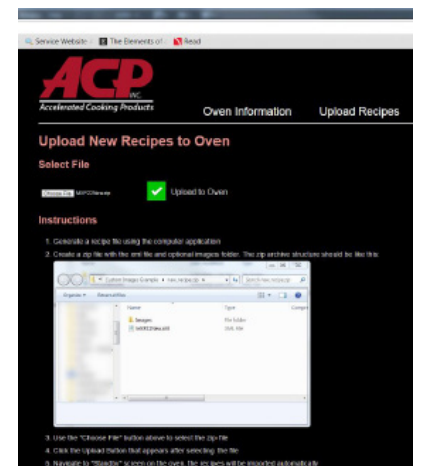 Service Website
The Elements of
Read
ACP
INC.
Accelerated Cooking Products
Oven Information
Upload Recipes
Upload New Recipes to Oven
Select File
Choose File
Upload to Oven
Instructions
1. Generate a recipe file using the computer application
2. Create a zip file with the xml file and optional images folder. The zip archive structure should be like this:
Custom Images Example
Organize
Name
Type
Images
File folder
XML File
3. Use the "Choose File" button above to select the zip file
4. Click the Upload Button that appears after selecting the file
5. Navigate to "Standby" screen on the oven, the recipes will be imported automatically